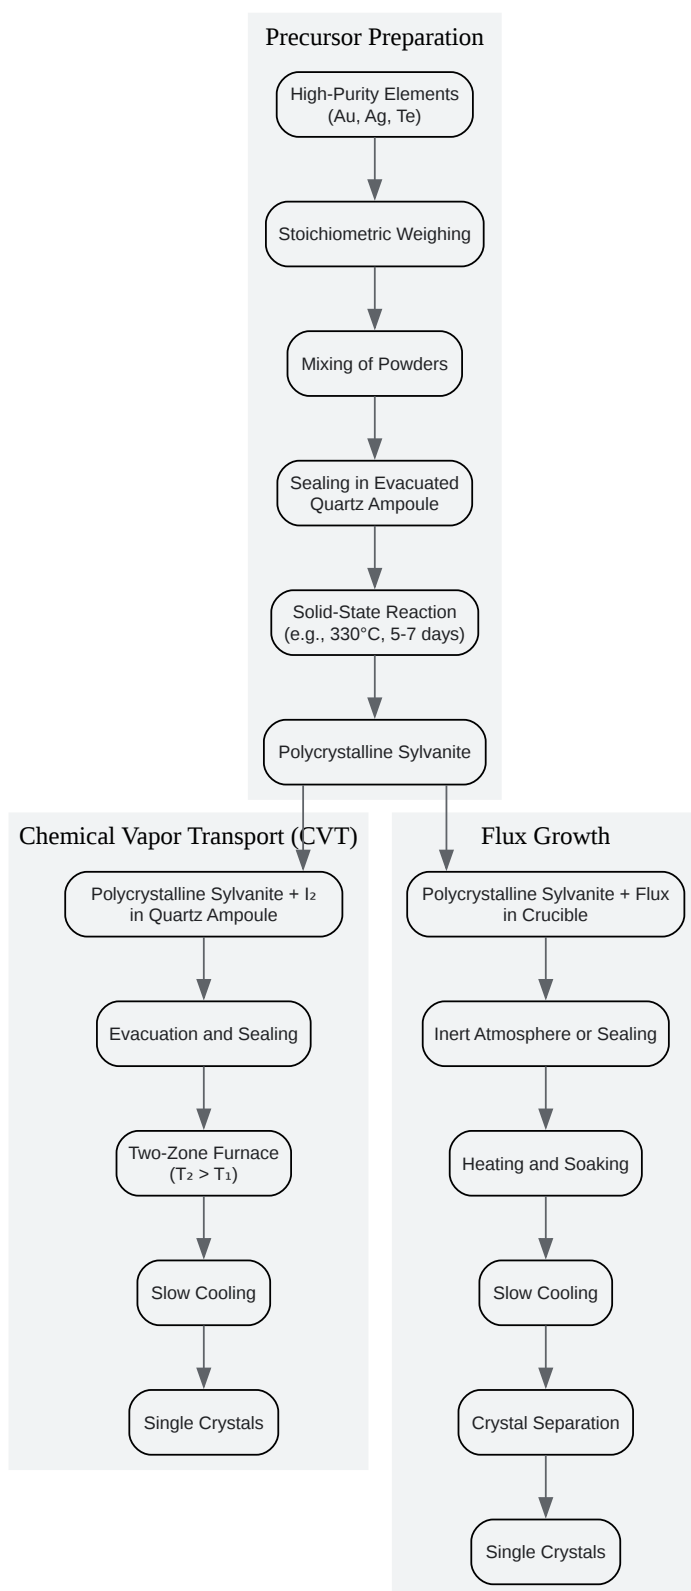 Precursor Preparation
High-Purity Elements
(Au, Ag, Te)
Stoichiometric Weighing
Mixing of Powders
Sealing in Evacuated
Quartz Ampoule
Solid-State Reaction
(e.g., 330°C, 5-7 days)
Polycrystalline Sylvanite
Chemical Vapor Transport (CVT)
Polycrystalline Sylvanite + I₂
in Quartz Ampoule
Evacuation and Sealing
Two-Zone Furnace
(T₂ > T₁)
Slow Cooling
Single Crystals
Flux Growth
Polycrystalline Sylvanite + Flux
in Crucible
Inert Atmosphere or Sealing
Heating and Soaking
Slow Cooling
Crystal Separation
Single Crystals